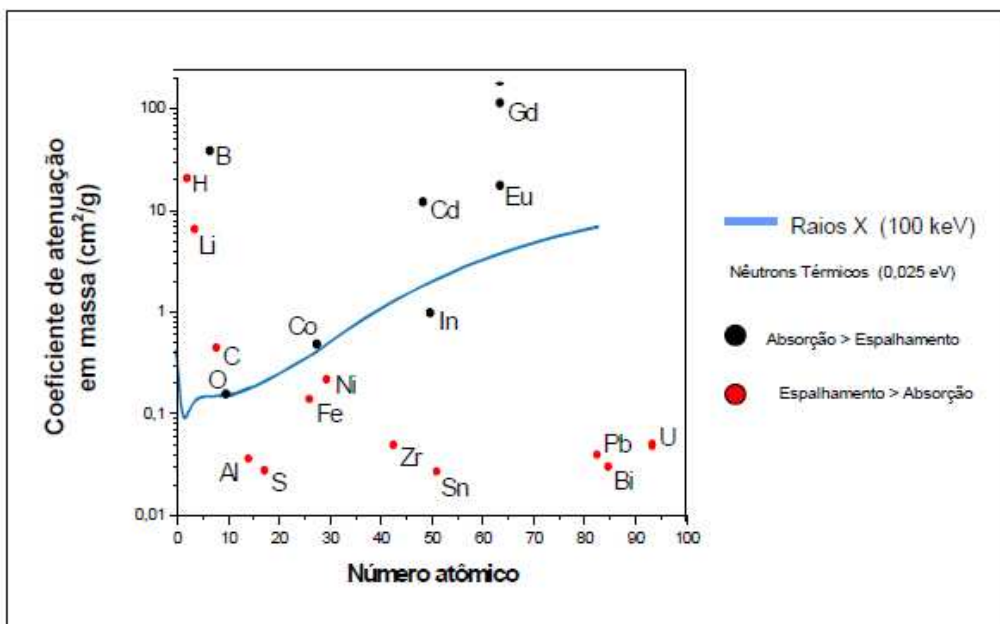 Coeficiente de atenuação
em massa (cm²/g)
100
10
1
0,1
0,01
H
Li
B
C
O
Al
S
Co
Fe
Ni
Zr
Cd
In
Sn
Gd
Eu
Pb
Bi
U
0 10 20 30 40 50 60 70 80 90 100
Número atômico
Raios X (100 keV)
Nêutrons Térmicos (0,025 eV)
Absorção > Espalhamento
Espalhamento > Absorção